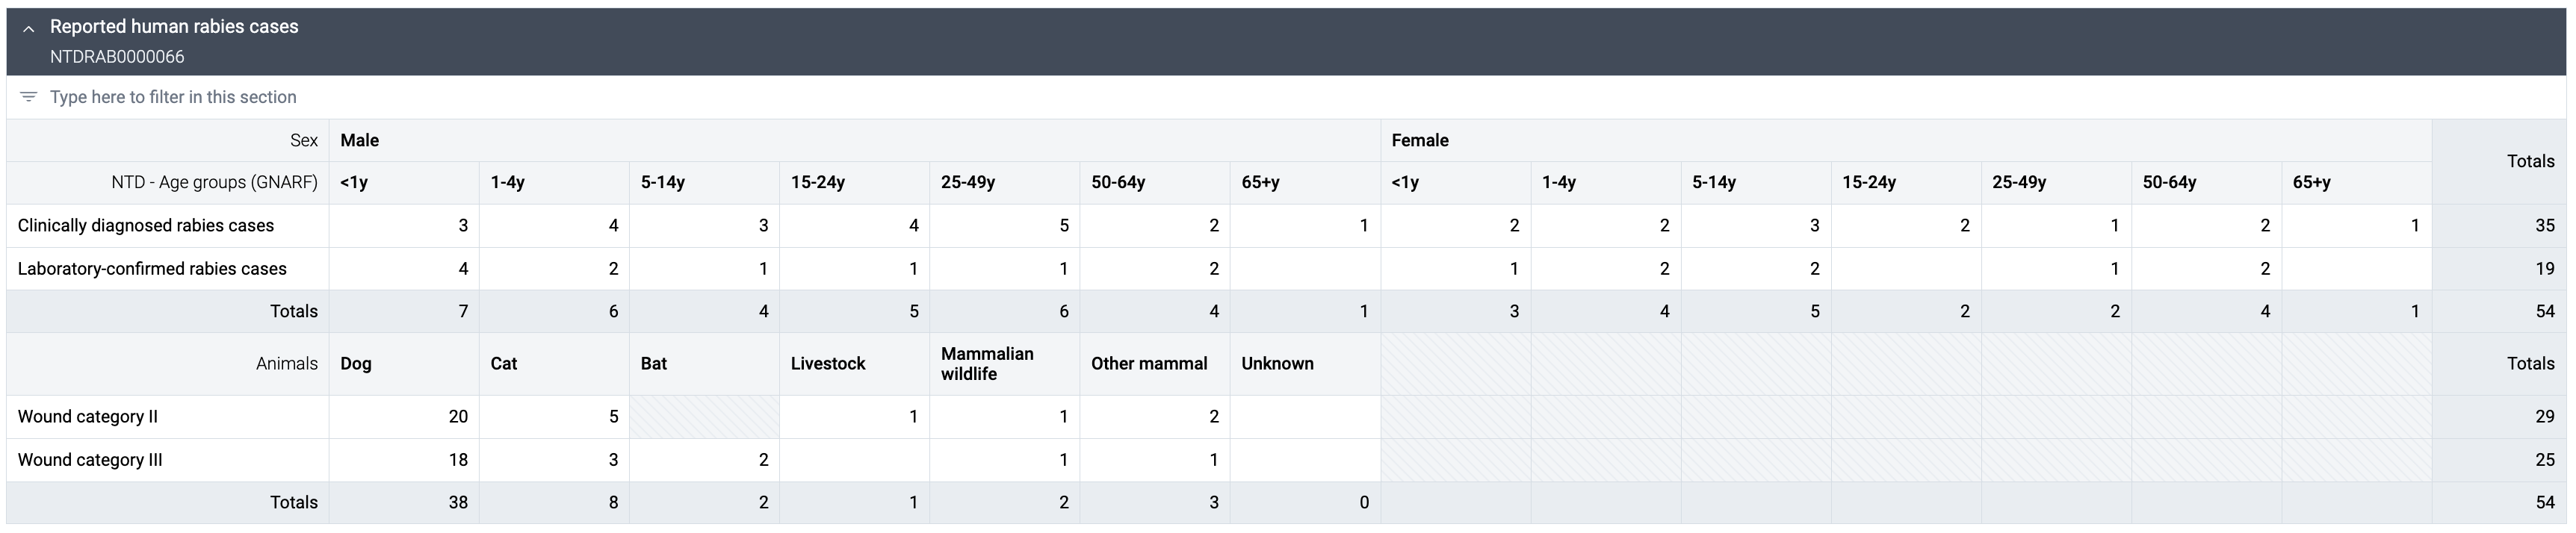 Reported human rabies cases
NTDRAB0000066
Type here to filter in this section
Sex Male Female Totals
NTD - Age groups (GNARF) <1y 1-4y 5-14y 15-24y 25-49y 50-64y 65+y <1y 1-4y 5-14y 15-24y 25-49y 50-64y 65+y
Clinically diagnosed rabies cases 3 4 3 4 5 2 1 2 2 3 2 1 2 1 35
Laboratory-confirmed rabies cases 4 2 1 1 1 2 1 2 2 1 2 19
Totals 7 6 4 5 6 4 1 3 4 5 2 2 4 1 54
Animals Dog Cat Bat Livestock Mammalian wildlife Other mammal Unknown Totals
Wound category II 20 5 1 1 2 29
Wound category III 18 3 2 1 1 25
Totals 38 8 2 1 2 3 0 54